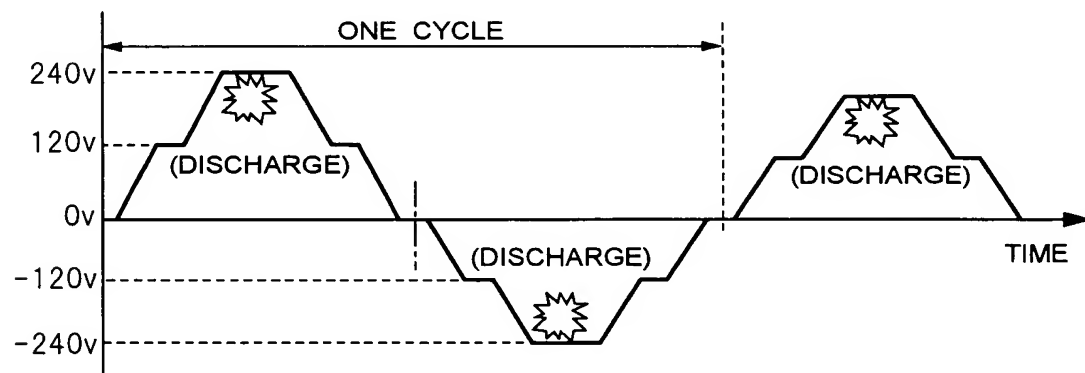 ONE CYCLE
240v
120v
(DISCHARGE)
(DISCHARGE)
0v
(DISCHARGE)
TIME
-120v
-240v